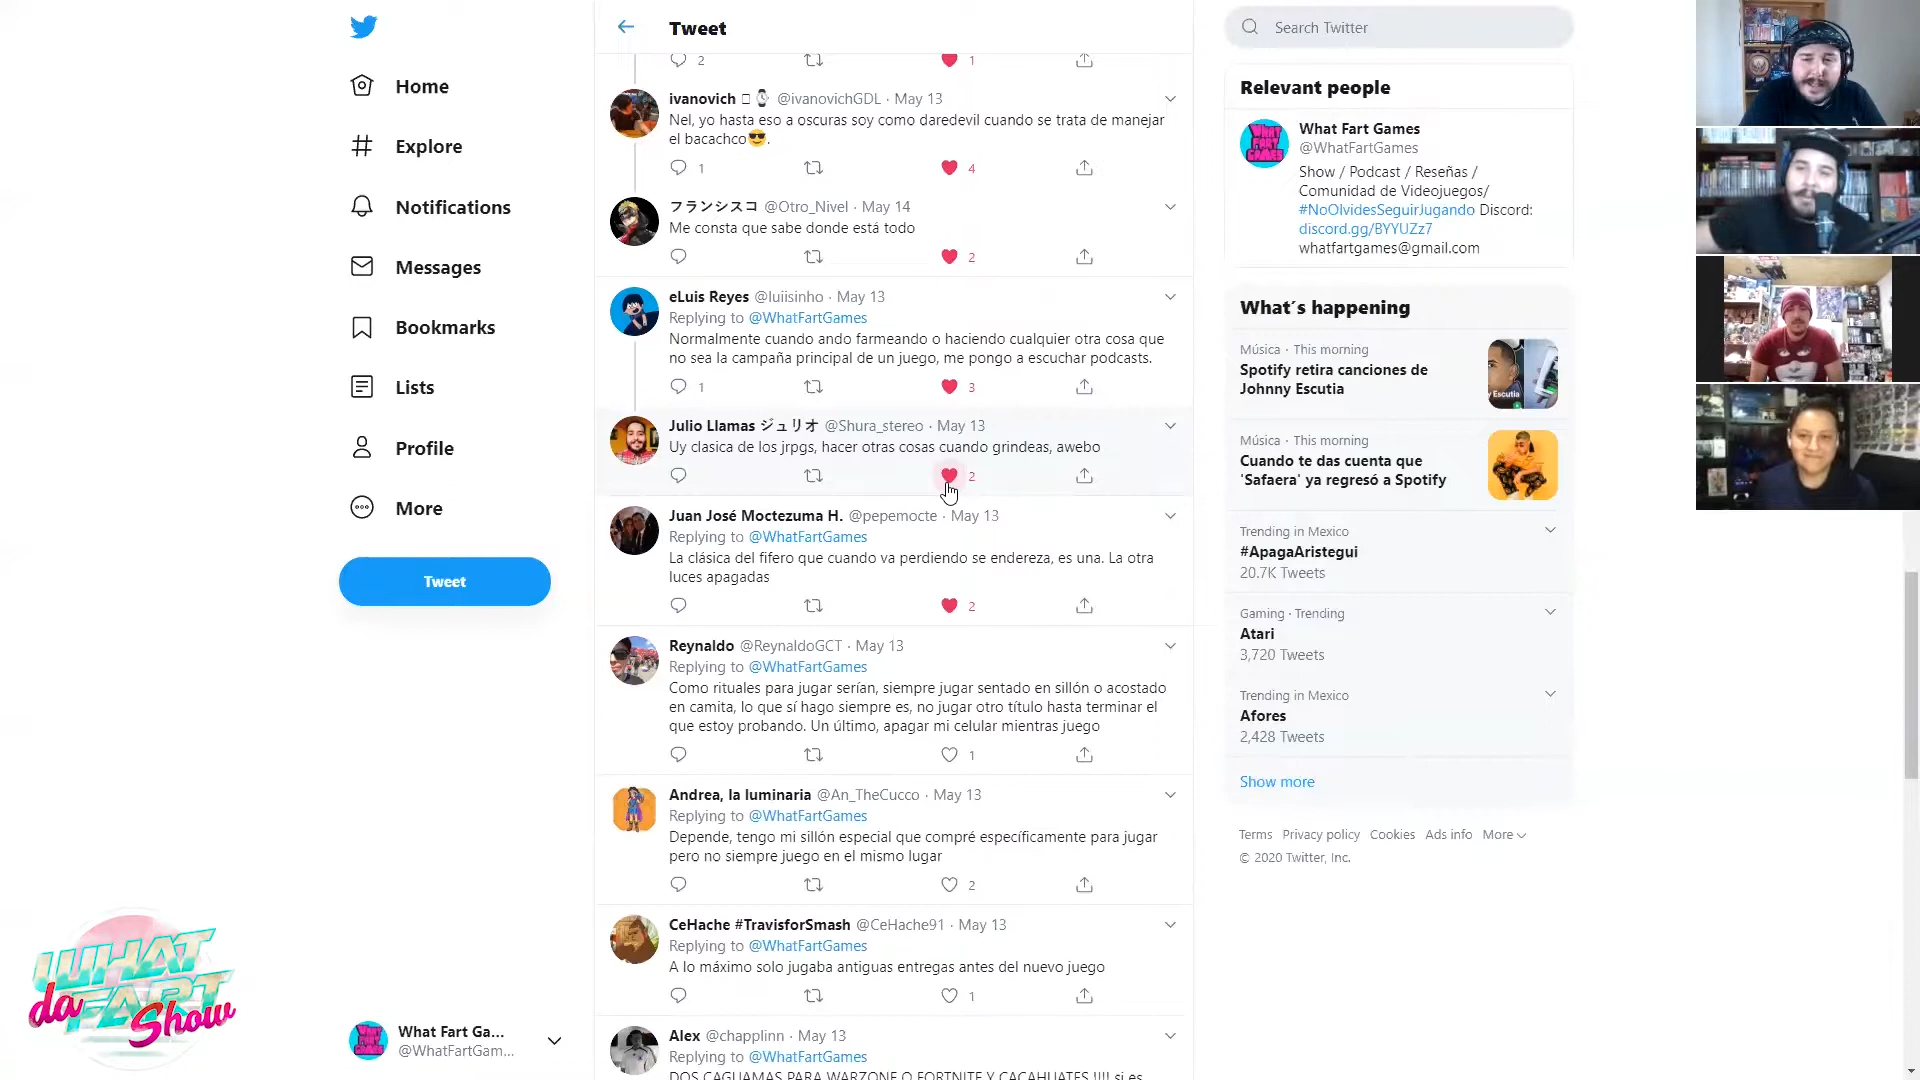 Home
Explore
Notifications
Messages
Bookmarks
Lists
Profile
More
Tweet
What Fart Ga...
@WhatFartGam...
WHAT
da FART
Show
Tweet
2
1
ivanovich @ivanovichGDL · May 13
Nel, yo hasta eso a oscuras soy como daredevil cuando se trata de manejar
el bacachco😎.
1
4
フランシスコ @Otro_Nivel · May 14
Me consta que sabe donde está todo
2
eLuis Reyes @luiisinho · May 13
Replying to @WhatFartGames
Normalmente cuando ando farmeando o haciendo cualquier otra cosa que
no sea la campaña principal de un juego, me pongo a escuchar podcasts.
1
3
Julio Llamas ジュリオ @Shura_stereo · May 13
Uy clasica de los jrpgs, hacer otras cosas cuando grindeas, awebo
2
Juan José Moctezuma H. @pepemocte · May 13
Replying to @WhatFartGames
La clásica del fifero que cuando va perdiendo se endereza, es una. La otra
luces apagadas
2
Reynaldo @ReynaldoGCT · May 13
Replying to @WhatFartGames
Como rituales para jugar serían, siempre jugar sentado en sillón o acostado
en camita, lo que sí hago siempre es, no jugar otro título hasta terminar el
que estoy probando. Un último, apagar mi celular mientras juego
1
Andrea, la luminaria @An_TheCucco · May 13
Replying to @WhatFartGames
Depende, tengo mi sillón especial que compré específicamente para jugar
pero no siempre juego en el mismo lugar
2
CeHache #TravisforSmash @CeHache91 · May 13
Replying to @WhatFartGames
A lo máximo solo jugaba antiguas entregas antes del nuevo juego
1
Alex @chapplinn · May 13
Replying to @WhatFartGames
DOS CAGUAMAS PARA WARZONE O FORTNITE Y CACAHUATES !!!! si es
Search Twitter
Relevant people
What Fart Games
@WhatFartGames
Show / Podcast / Reseñas /
Comunidad de Videojuegos/
#NoOlvidesSeguirJugando Discord:
discord.gg/BYYUZz7
whatfartgames@gmail.com
What's happening
Música · This morning
Spotify retira canciones de
Johnny Escutia
y Escutia
Música · This morning
Cuando te das cuenta que
'Safaera' ya regresó a Spotify
Trending in Mexico
#ApagaAristegui
20.7K Tweets
Gaming · Trending
Atari
3,720 Tweets
Trending in Mexico
Afores
2,428 Tweets
Show more
Terms Privacy policy Cookies Ads info More
© 2020 Twitter, Inc.